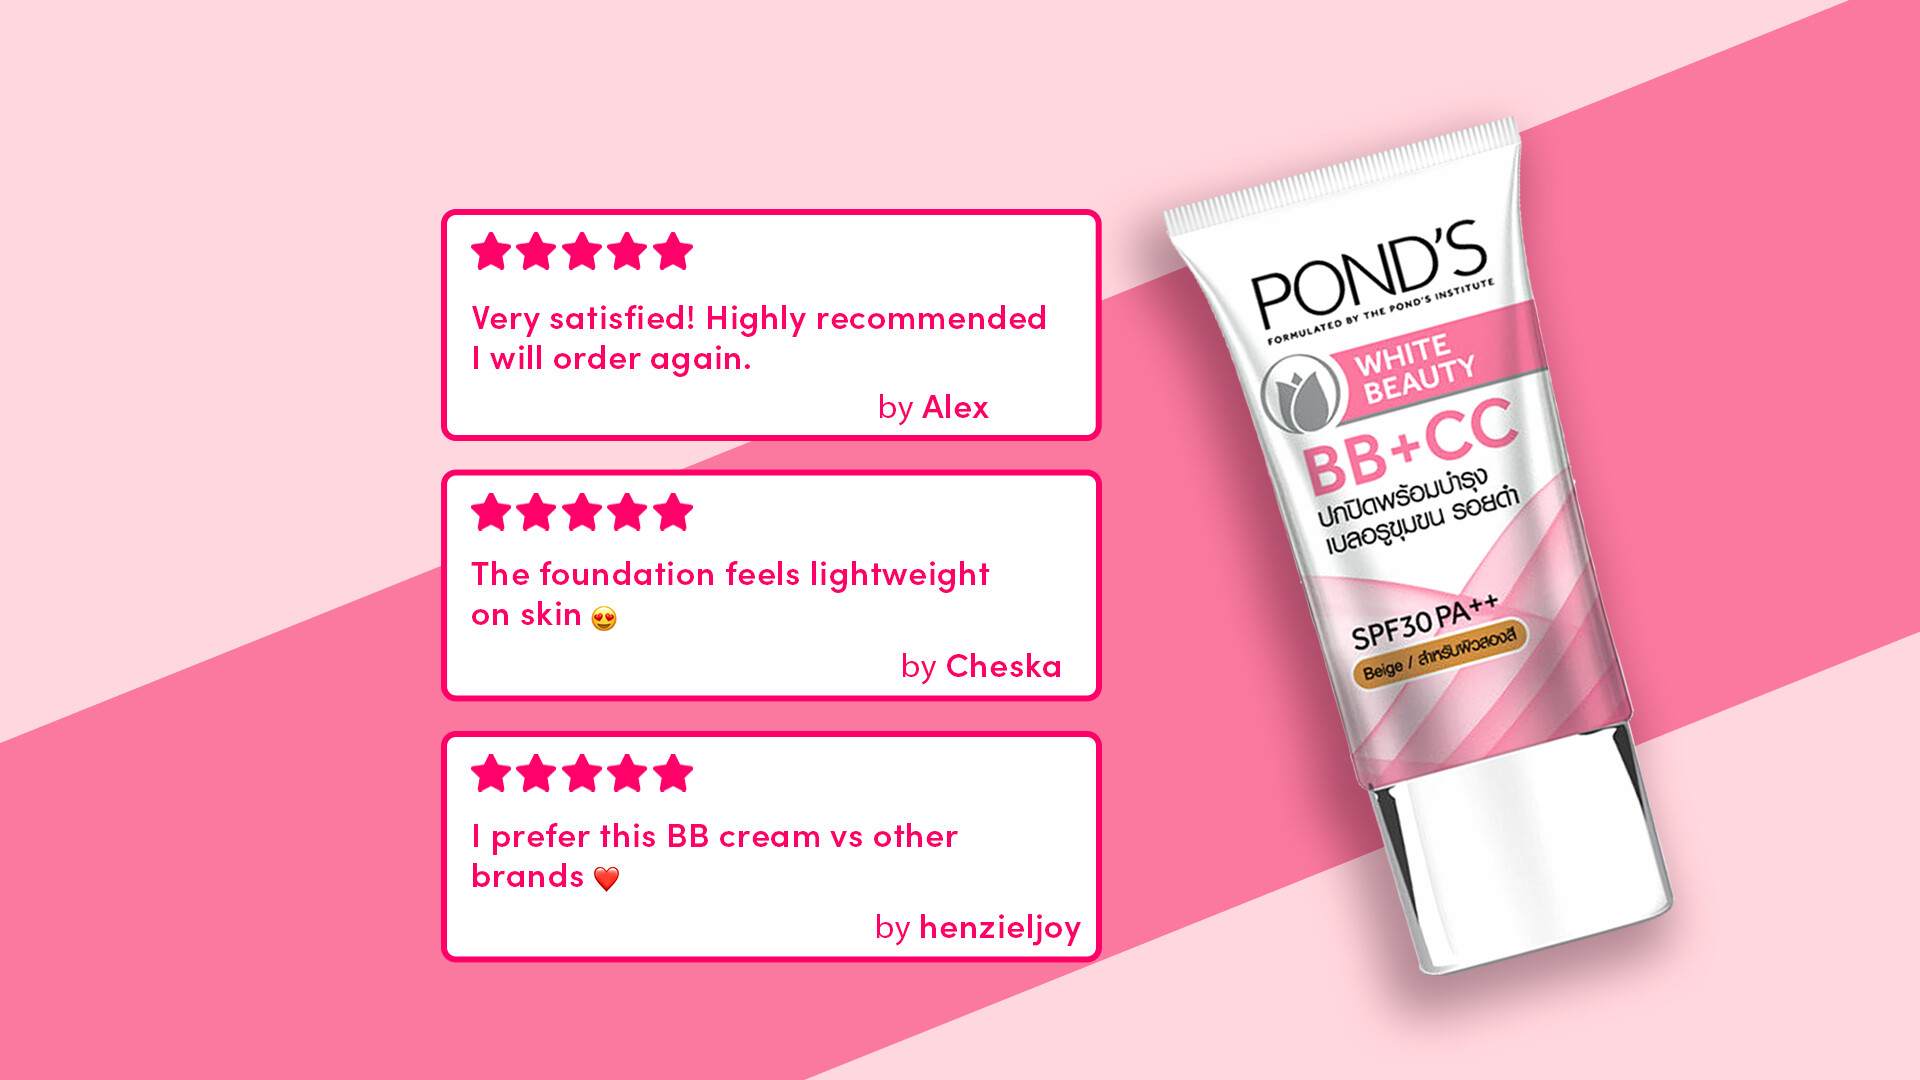 Very satisfied! Highly recommended
I will order again.
by Alex
The foundation feels lightweight
on skin 😍
by Cheska
I prefer this BB cream vs other
brands ❤️
by henzieljoy
POND'S
FORMULATED BY THE POND'S INSTITUTE
WHITE
BEAUTY
BB+CC
ปกปิดพร้อมบำรุง
เบลอรูขุมขน รอยดำ
SPF30 PA++
Beige / สำหรับผิวสองสี